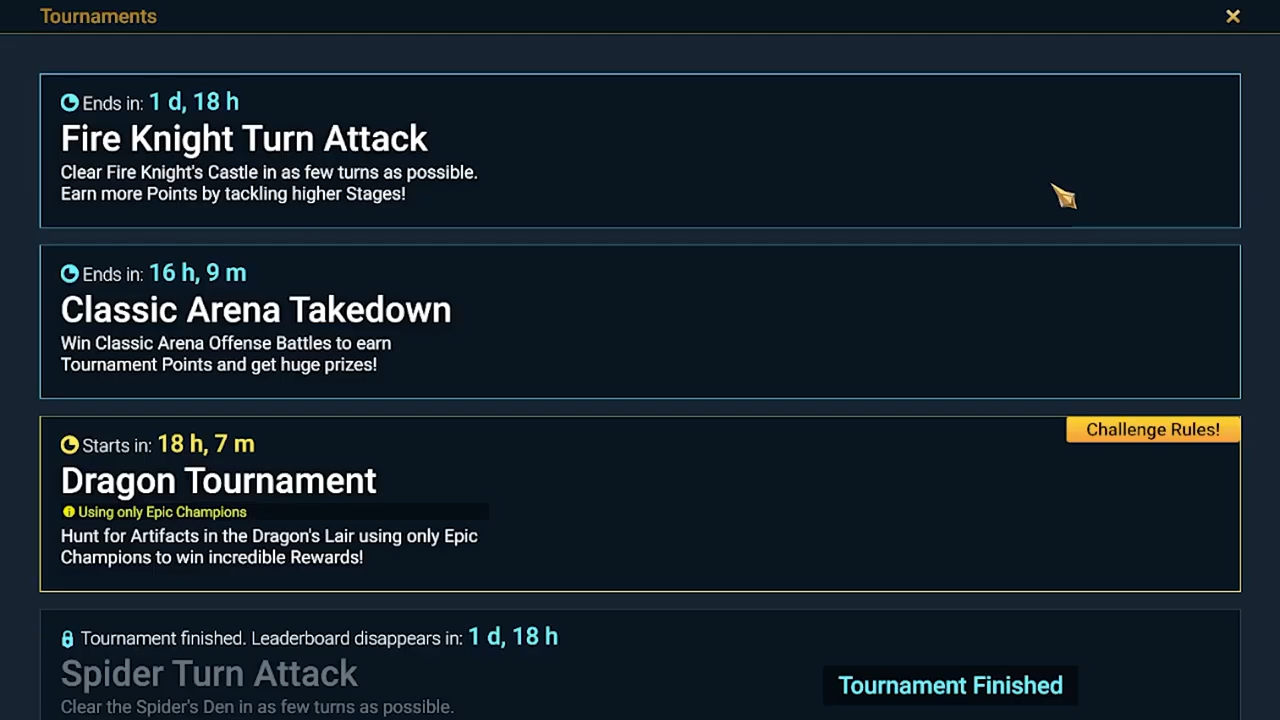 Tournaments
Ends in: 1 d, 18 h
Fire Knight Turn Attack
Clear Fire Knight's Castle in as few turns as possible.
Earn more Points by tackling higher Stages!
Ends in: 16 h, 9 m
Classic Arena Takedown
Win Classic Arena Offense Battles to earn
Tournament Points and get huge prizes!
Challenge Rules!
Starts in: 18 h, 7 m
Dragon Tournament
Using only Epic Champions
Hunt for Artifacts in the Dragon's Lair using only Epic
Champions to win incredible Rewards!
Tournament finished. Leaderboard disappears in: 1 d, 18 h
Spider Turn Attack
Tournament Finished
Clear the Spider's Den in as few turns as possible.